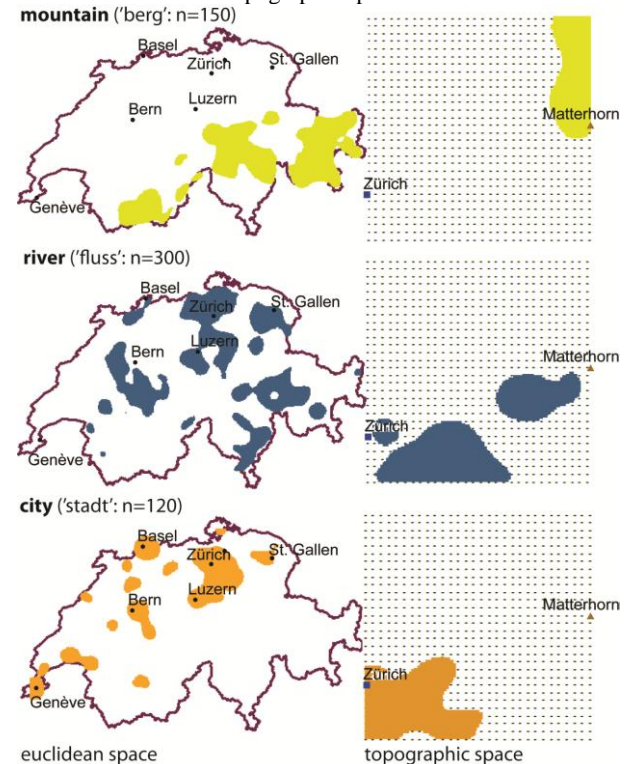 mountain ('berg': n=150)
Basel
Zürich
St. Gallen
Bern
Luzern
Genève
Matterhorn
Zürich
river ('fluss': n=300)
Basel
Zürich
St. Gallen
Bern
Luzern
Genève
Matterhorn
Zürich
city ('stadt': n=120)
Basel
Zürich
St. Gallen
Bern
Luzern
Genève
Matterhorn
Zürich
euclidean space
topographic space